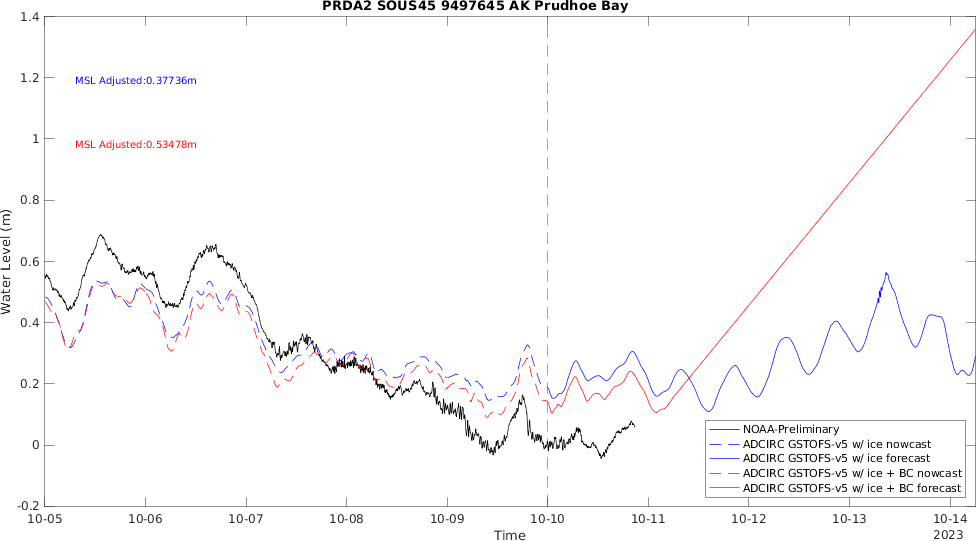 PRDA2 SOUS45 9497645 AK Prudhoe Bay
1.4
1.2
1
0.8
0.6
0.4
0.2
0
-0.2
Water Level (m)
MSL Adjusted:0.37736m
MSL Adjusted:0.53478m
NOAA-Preliminary
ADCIRC GSTOFS-v5 w/ ice nowcast
ADCIRC GSTOFS-v5 w/ ice forecast
ADCIRC GSTOFS-v5 w/ ice + BC nowcast
ADCIRC GSTOFS-v5 w/ ice + BC forecast
10-05 10-06 10-07 10-08 10-09 10-10 10-11 10-12 10-13 10-14
Time
2023